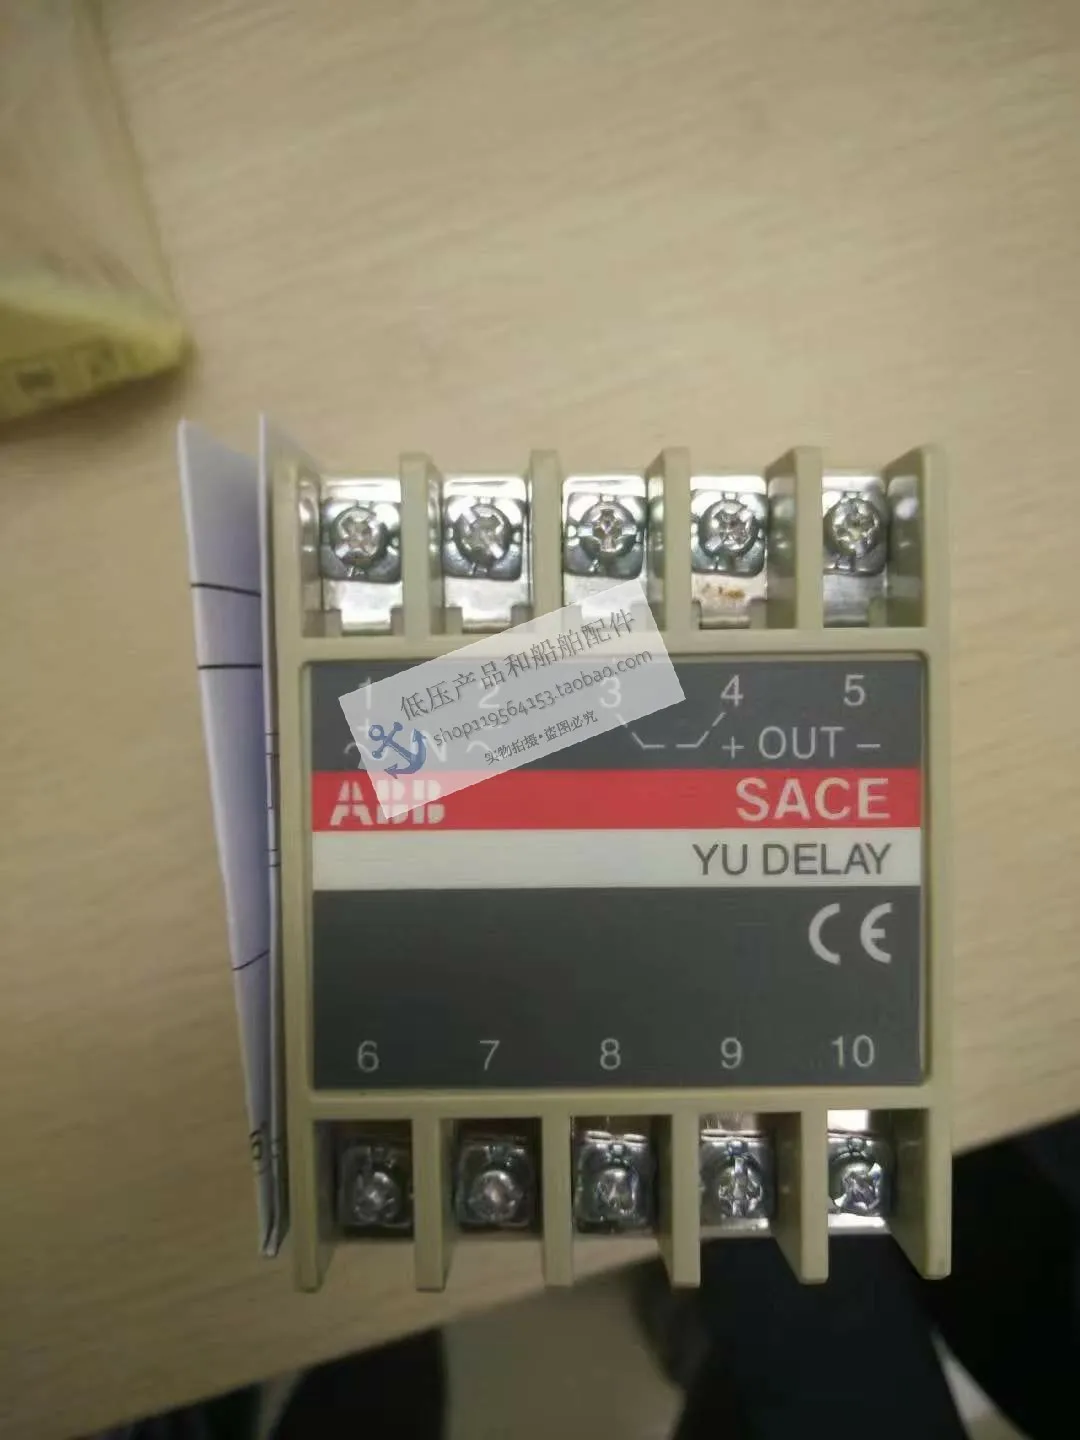 1 2 3 4 5
IN + OUT −
低压产品和船舶配件
shop119564153.taobao.com
实物拍摄·盗图必究
ABB SACE
YU DELAY
CE
6 7 8 9 10